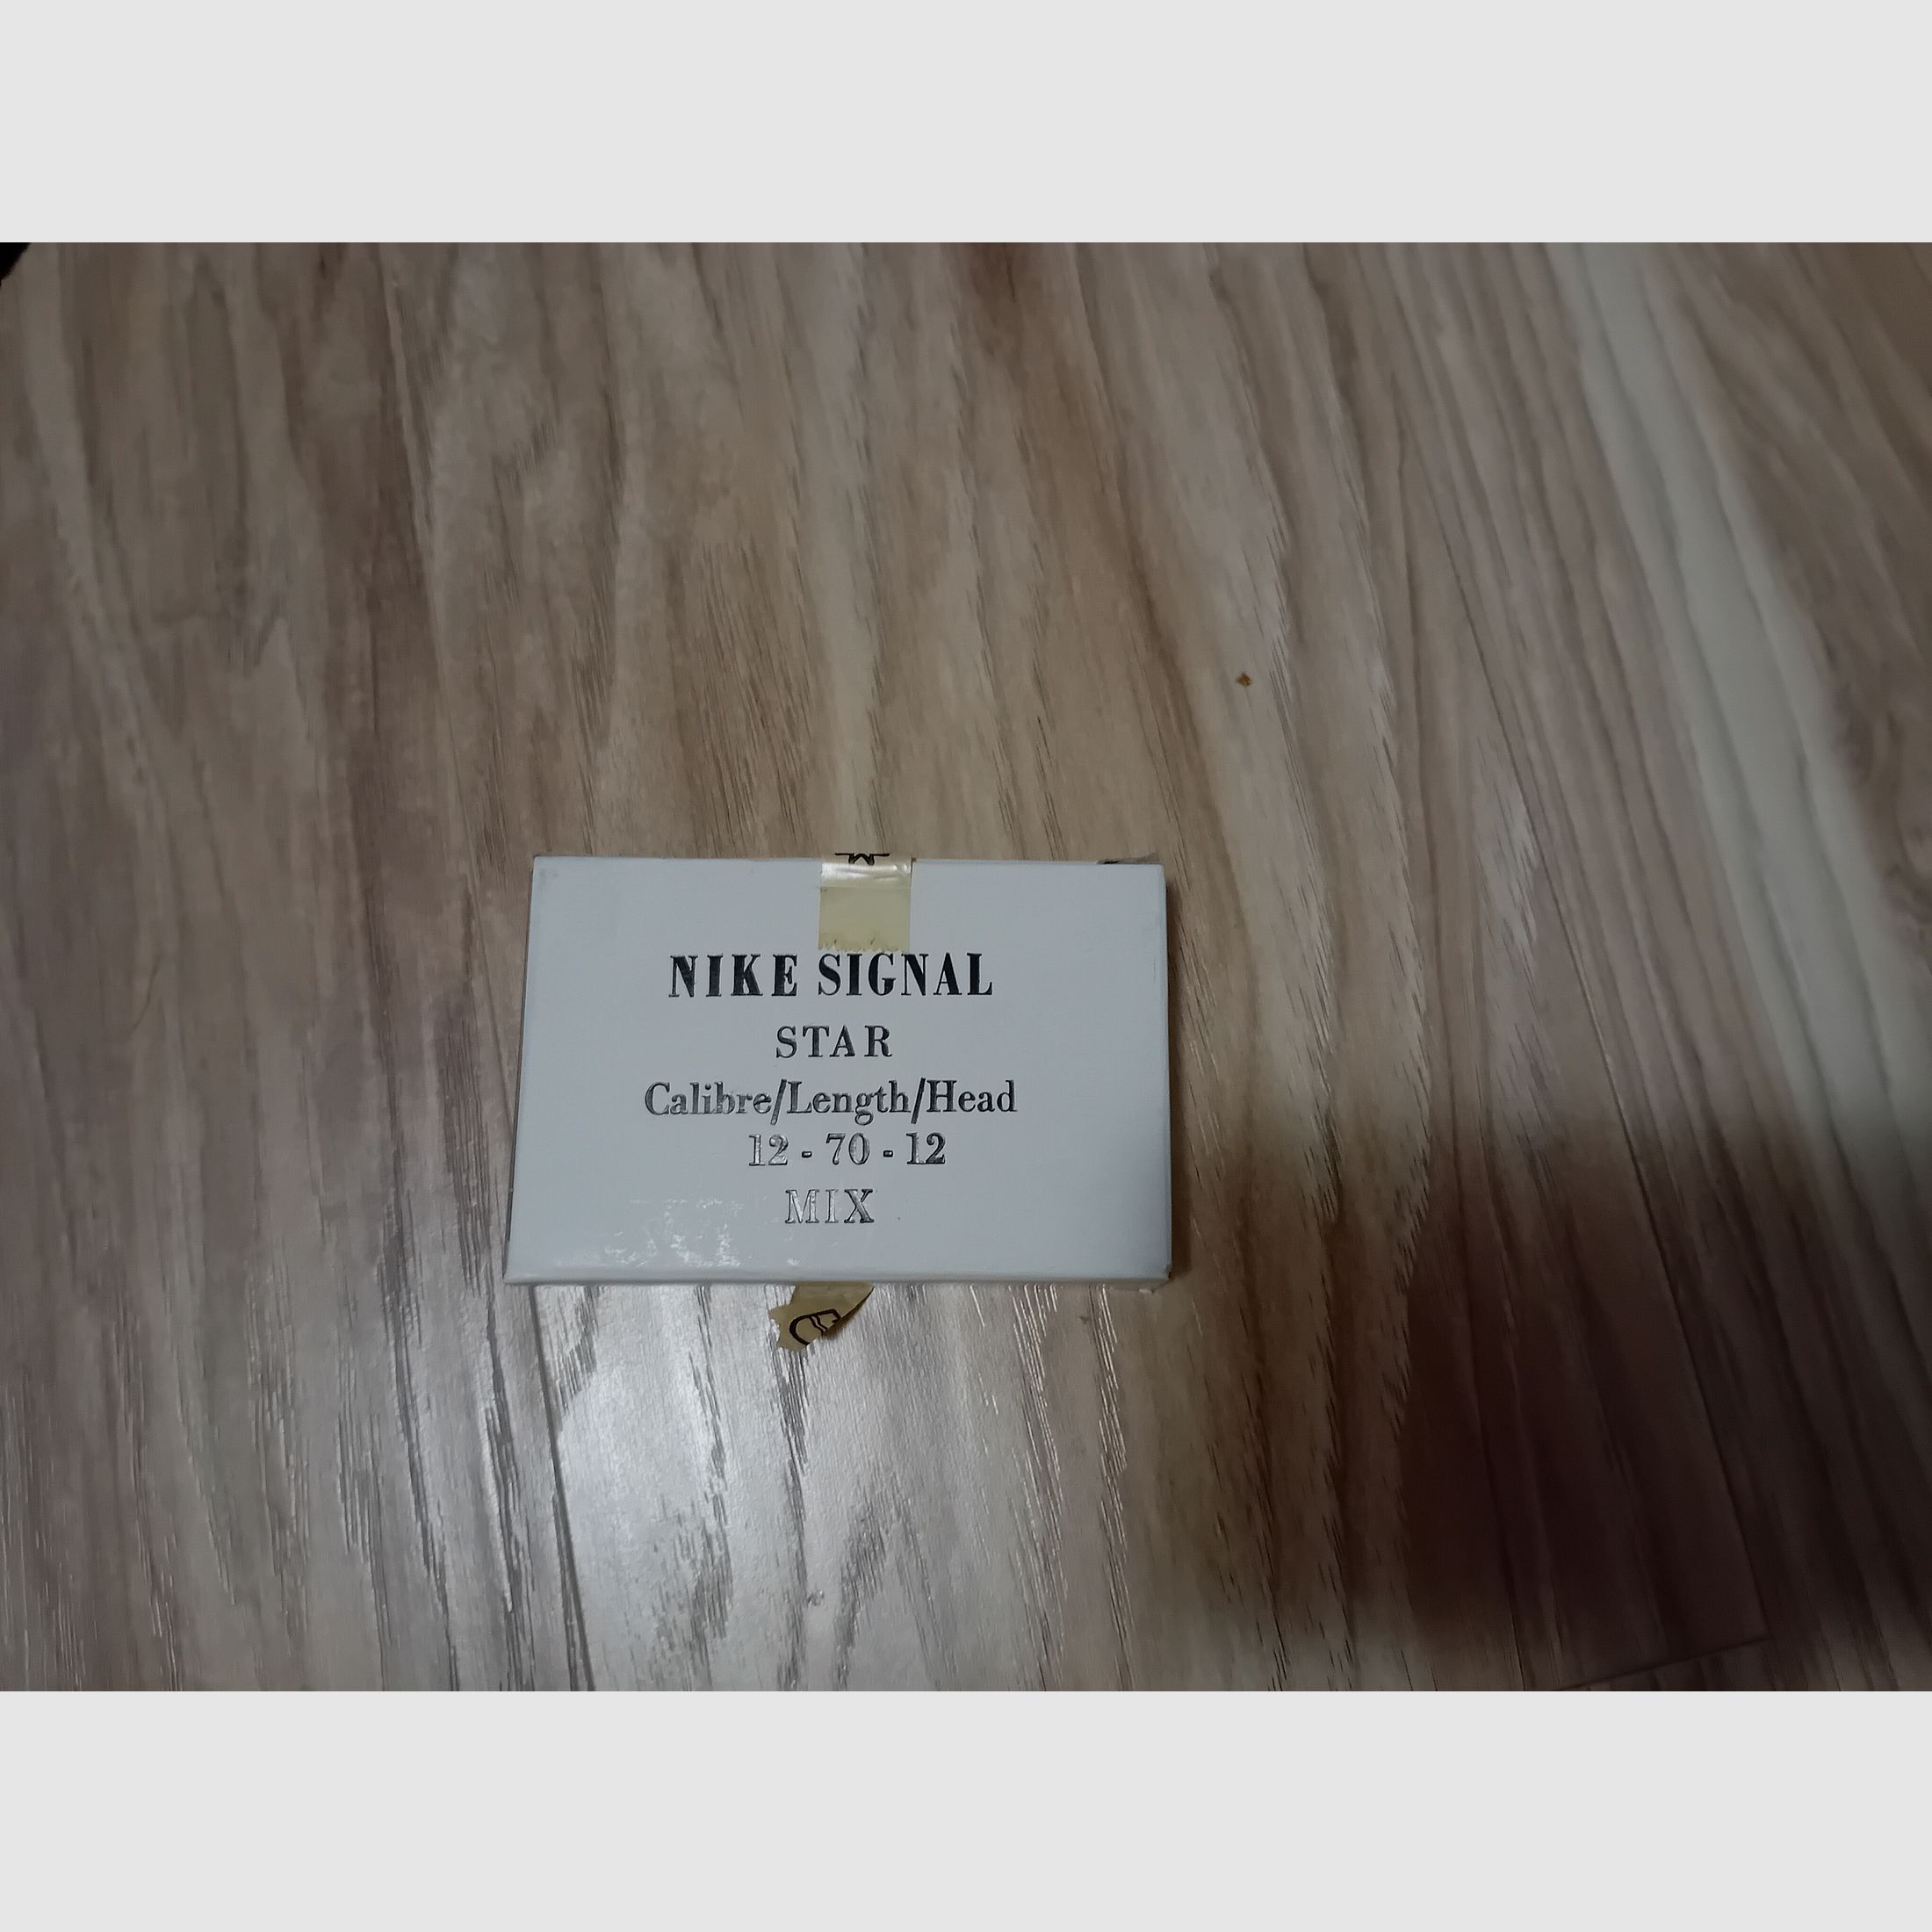 NIKE SIGNAL
STAR
Calibre/Length/Head
12 - 70 - 12
MIX